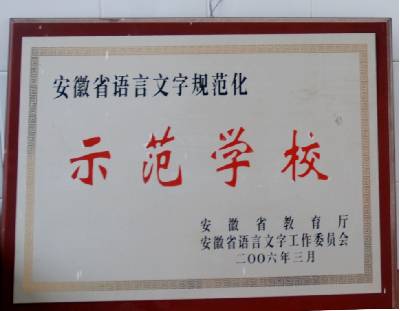 安徽省语言文字规范化
示范学校
安徽省教育厅
安徽省语言文字工作委员会
二〇〇六年三月